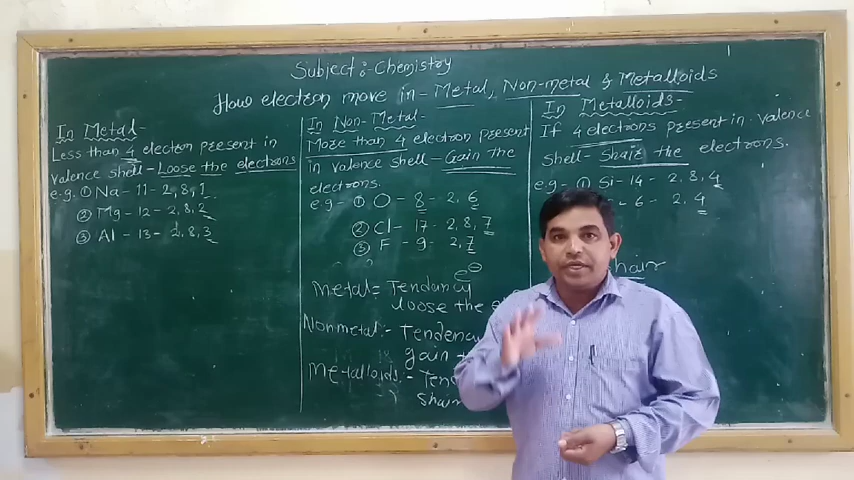 Subject :- Chemistry
How electron move in - Metal, Non-metal & Metalloids
In Metal -
Less than 4 electron present in
valence shell - Loose the electrons
e.g. ① Na - 11 - 2, 8, 1
② Mg - 12 - 2, 8, 2
③ Al - 13 - 2, 8, 3
In Non-Metal -
More than 4 electron present
in valence shell - Gain the
electrons.
e.g - ① O - 8 - 2, 6
② Cl - 17 - 2, 8, 7
③ F - 9 - 2, 7
Metal = Tendancy
loose the
Nonmetal :- Tendenc
gain
Metalloids :- Ten
Shar
In Metalloids -
If 4 electrons present in valence
shell - Share the electrons.
e.g - ① Si - 14 - 2, 8, 4
- 6 - 2, 4
hair